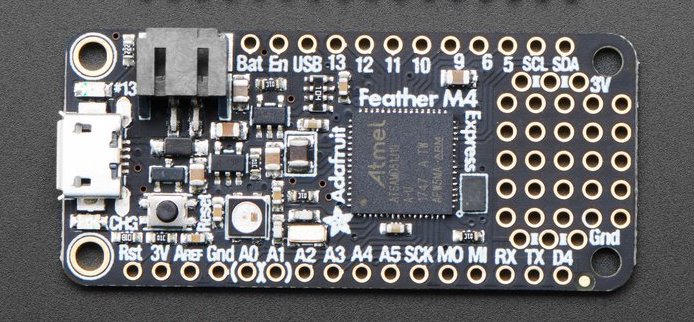 Bat En USB 13 12 11 10 9 6 5 SCL SDA
#13
3V
Feather M4
Express
Adafruit
Atmel
CHG
Reset
Gnd
Rst 3V AREF Gnd A0 A1 A2 A3 A4 A5 SCK MO MI RX TX D4